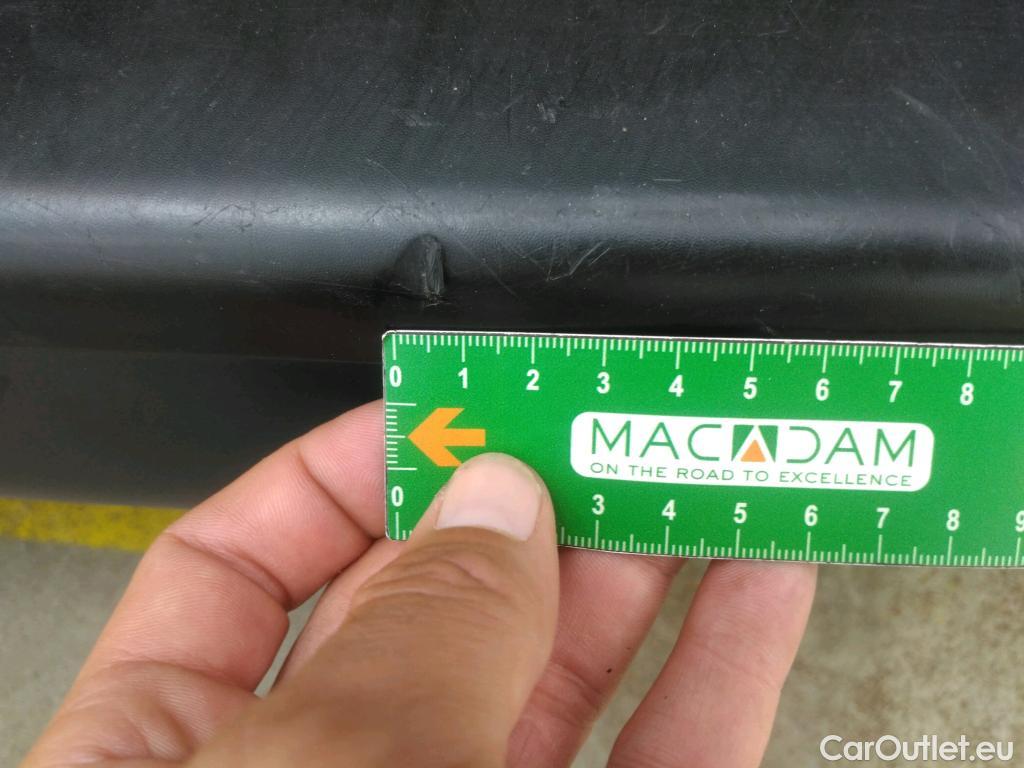 0 1 2 3 4 5 6 7 8
MACADAM
ON THE ROAD TO EXCELLENCE
0 3 4 5 6 7 8 9
CarOutlet.eu